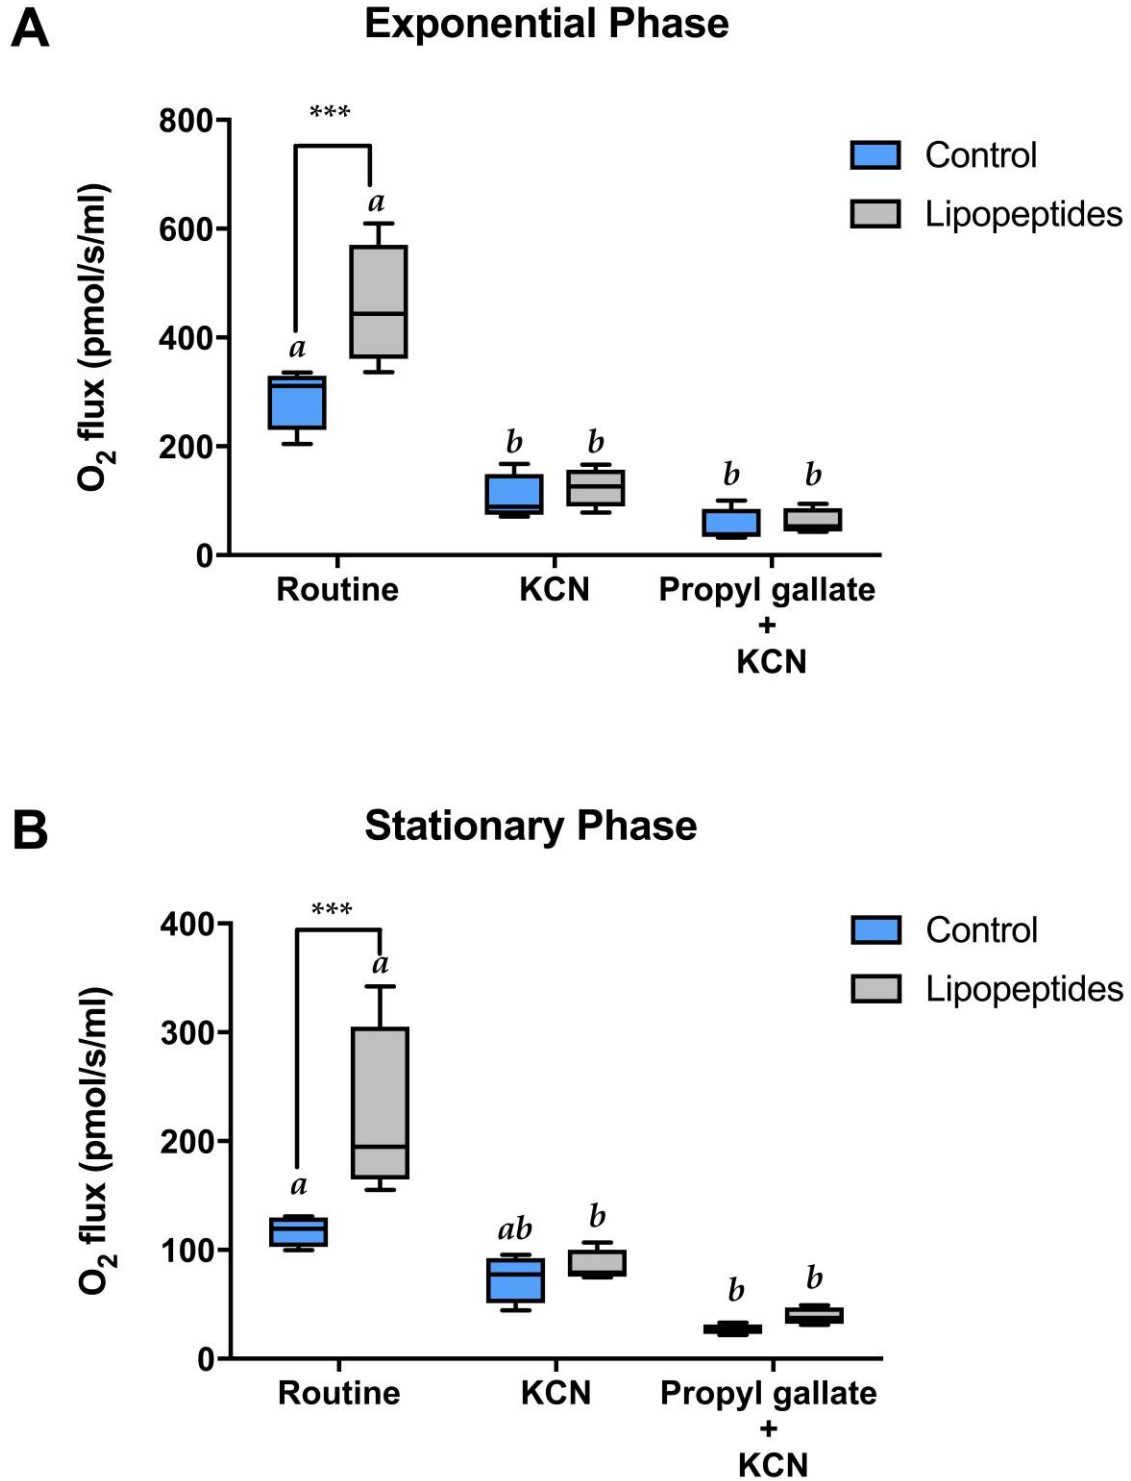 A
Exponential Phase
O2 flux (pmol/s/ml)
800
600
400
200
0
***
a
a
b
b
b
b
Control
Lipopeptides
Routine
KCN
Propyl gallate
+
KCN
B
Stationary Phase
O2 flux (pmol/s/ml)
400
300
200
100
0
***
a
a
ab
b
b
b
Control
Lipopeptides
Routine
KCN
Propyl gallate
+
KCN